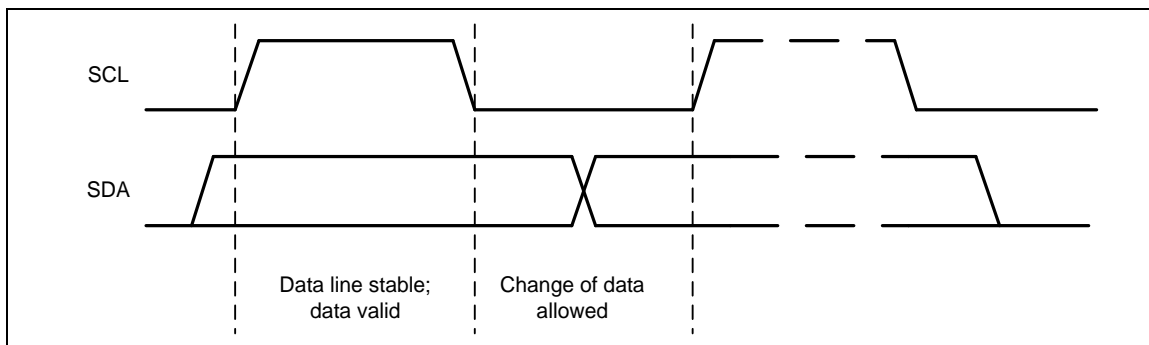 SCL
SDA
Data line stable;
data valid
Change of data
allowed